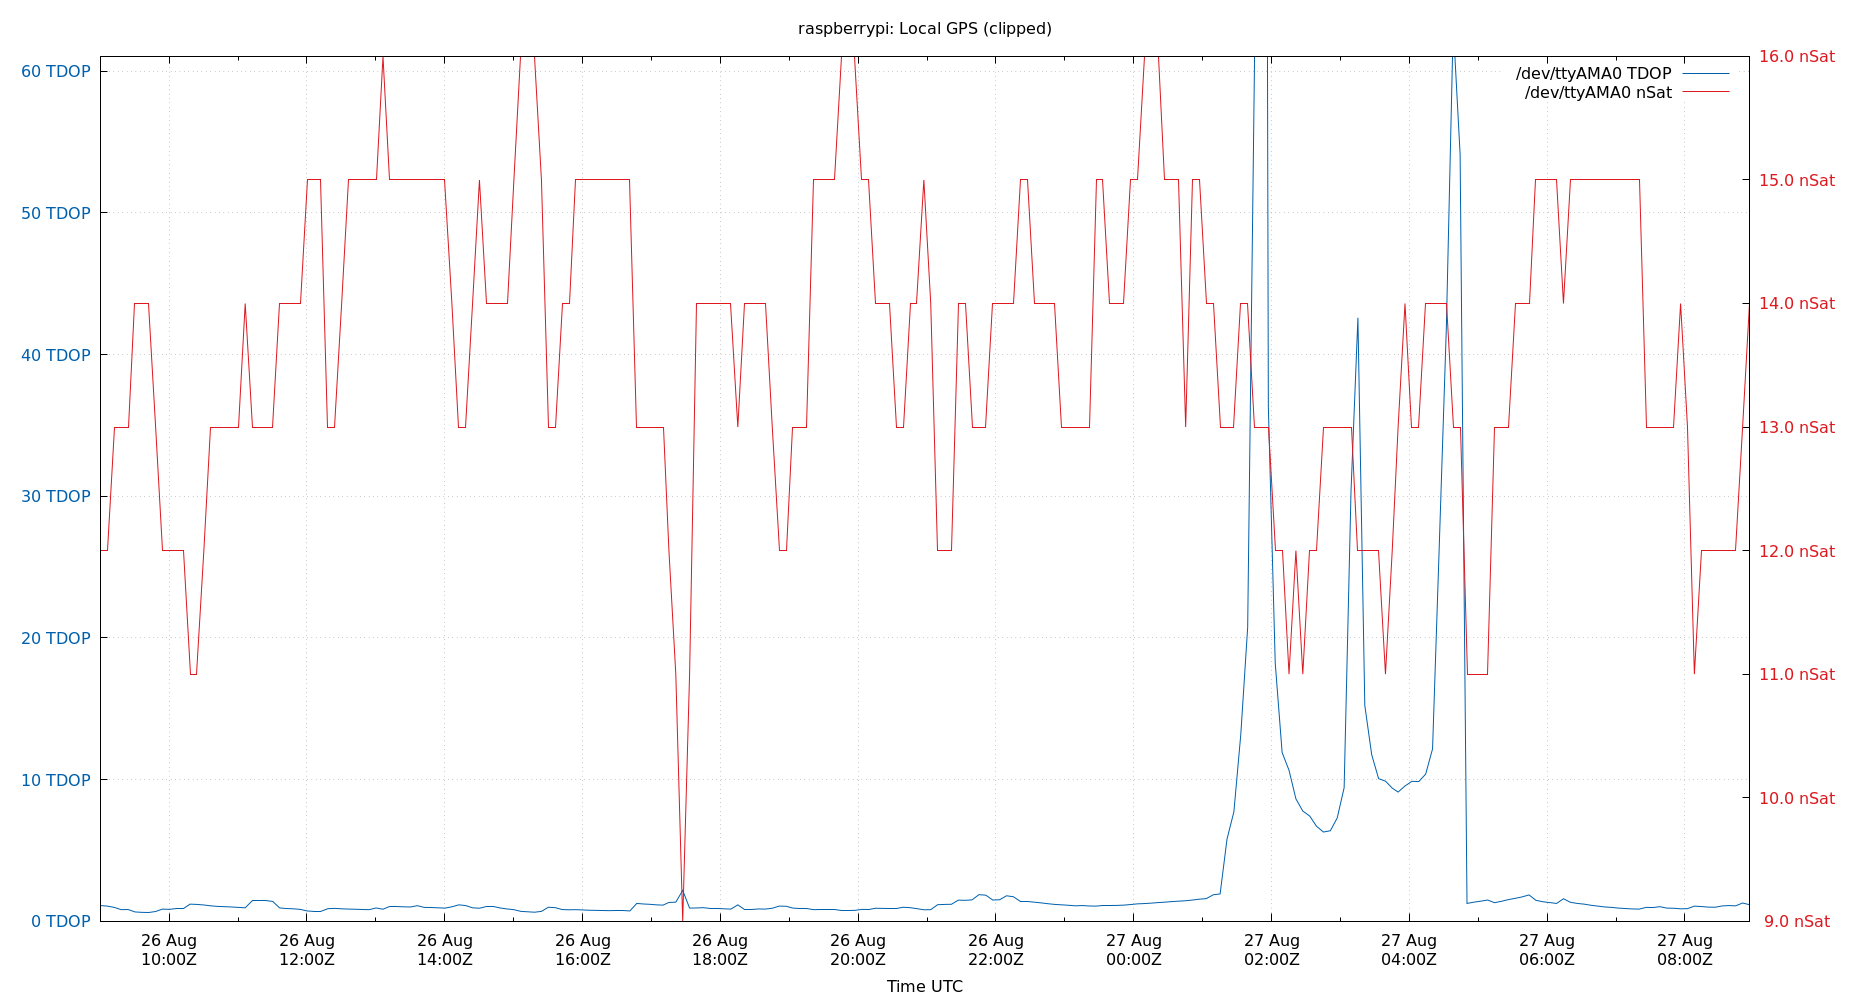 raspberrypi: Local GPS (clipped)
60 TDOP
50 TDOP
40 TDOP
30 TDOP
20 TDOP
10 TDOP
0 TDOP
/dev/ttyAMA0 TDOP
/dev/ttyAMA0 nSat
16.0 nSat
15.0 nSat
14.0 nSat
13.0 nSat
12.0 nSat
11.0 nSat
10.0 nSat
9.0 nSat
26 Aug
10:00Z
26 Aug
12:00Z
26 Aug
14:00Z
26 Aug
16:00Z
26 Aug
18:00Z
26 Aug
20:00Z
26 Aug
22:00Z
27 Aug
00:00Z
27 Aug
02:00Z
27 Aug
04:00Z
27 Aug
06:00Z
27 Aug
08:00Z
Time UTC